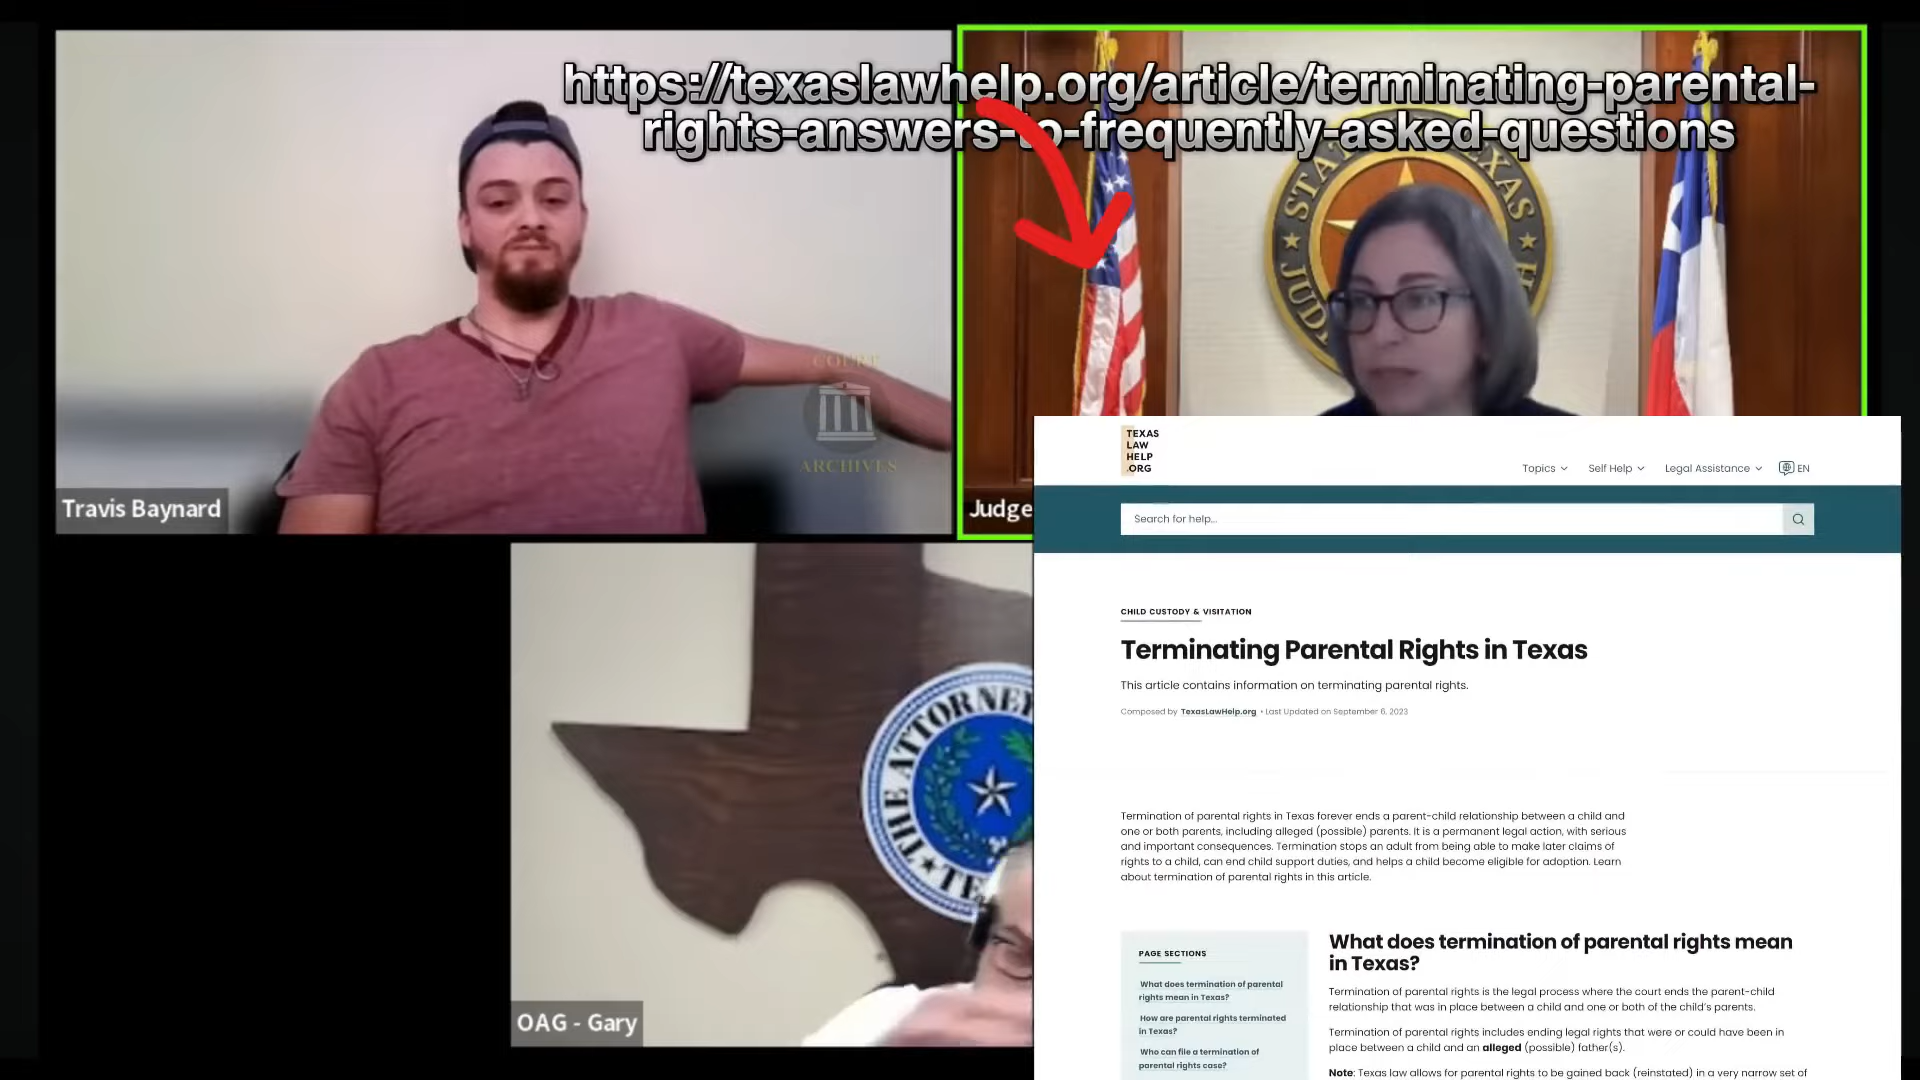 https://texaslawhelp.org/article/terminating-parental-
rights-answers-to-frequently-asked-questions
STATE
TEXAS
COURT
ARCHIVES
Travis Baynard
Judge
THE ATTORNEY
OAG - Gary
TEXAS
LAW
HELP
.ORG
Topics
Self Help
Legal Assistance
EN
Search for help...
CHILD CUSTODY & VISITATION
Terminating Parental Rights in Texas
This article contains information on terminating parental rights.
Composed by TexasLawHelp.org • Last Updated on September 6, 2023
Termination of parental rights in Texas forever ends a parent-child relationship between a child and
one or both parents, including alleged (possible) parents. It is a permanent legal action, with serious
and important consequences. Termination stops an adult from being able to make later claims of
rights to a child, can end child support duties, and helps a child become eligible for adoption. Learn
about termination of parental rights in this article.
PAGE SECTIONS
What does termination of parental
rights mean in Texas?
How are parental rights terminated
in Texas?
Who can file a termination of
parental rights case?
What does termination of parental rights mean
in Texas?
Termination of parental rights is the legal process where the court ends the parent-child
relationship that was in place between a child and one or both of the child's parents.
Termination of parental rights includes ending legal rights that were or could have been in
place between a child and an alleged (possible) father(s).
Note: Texas law allows for parental rights to be gained back (reinstated) in a very narrow set of